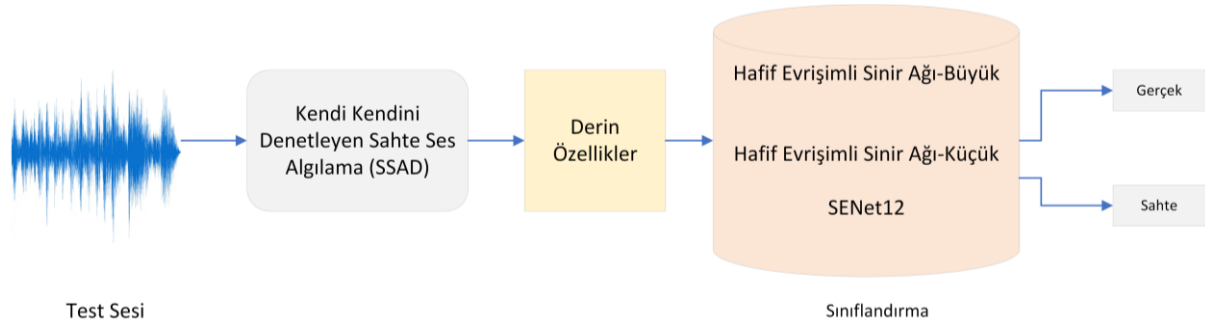 Test Sesi
Kendi Kendini
Denetleyen Sahte Ses
Algılama (SSAD)
Derin
Özellikler
Hafif Evrişimli Sinir Ağı-Büyük
Hafif Evrişimli Sinir Ağı-Küçük
SENet12
Sınıflandırma
Gerçek
Sahte